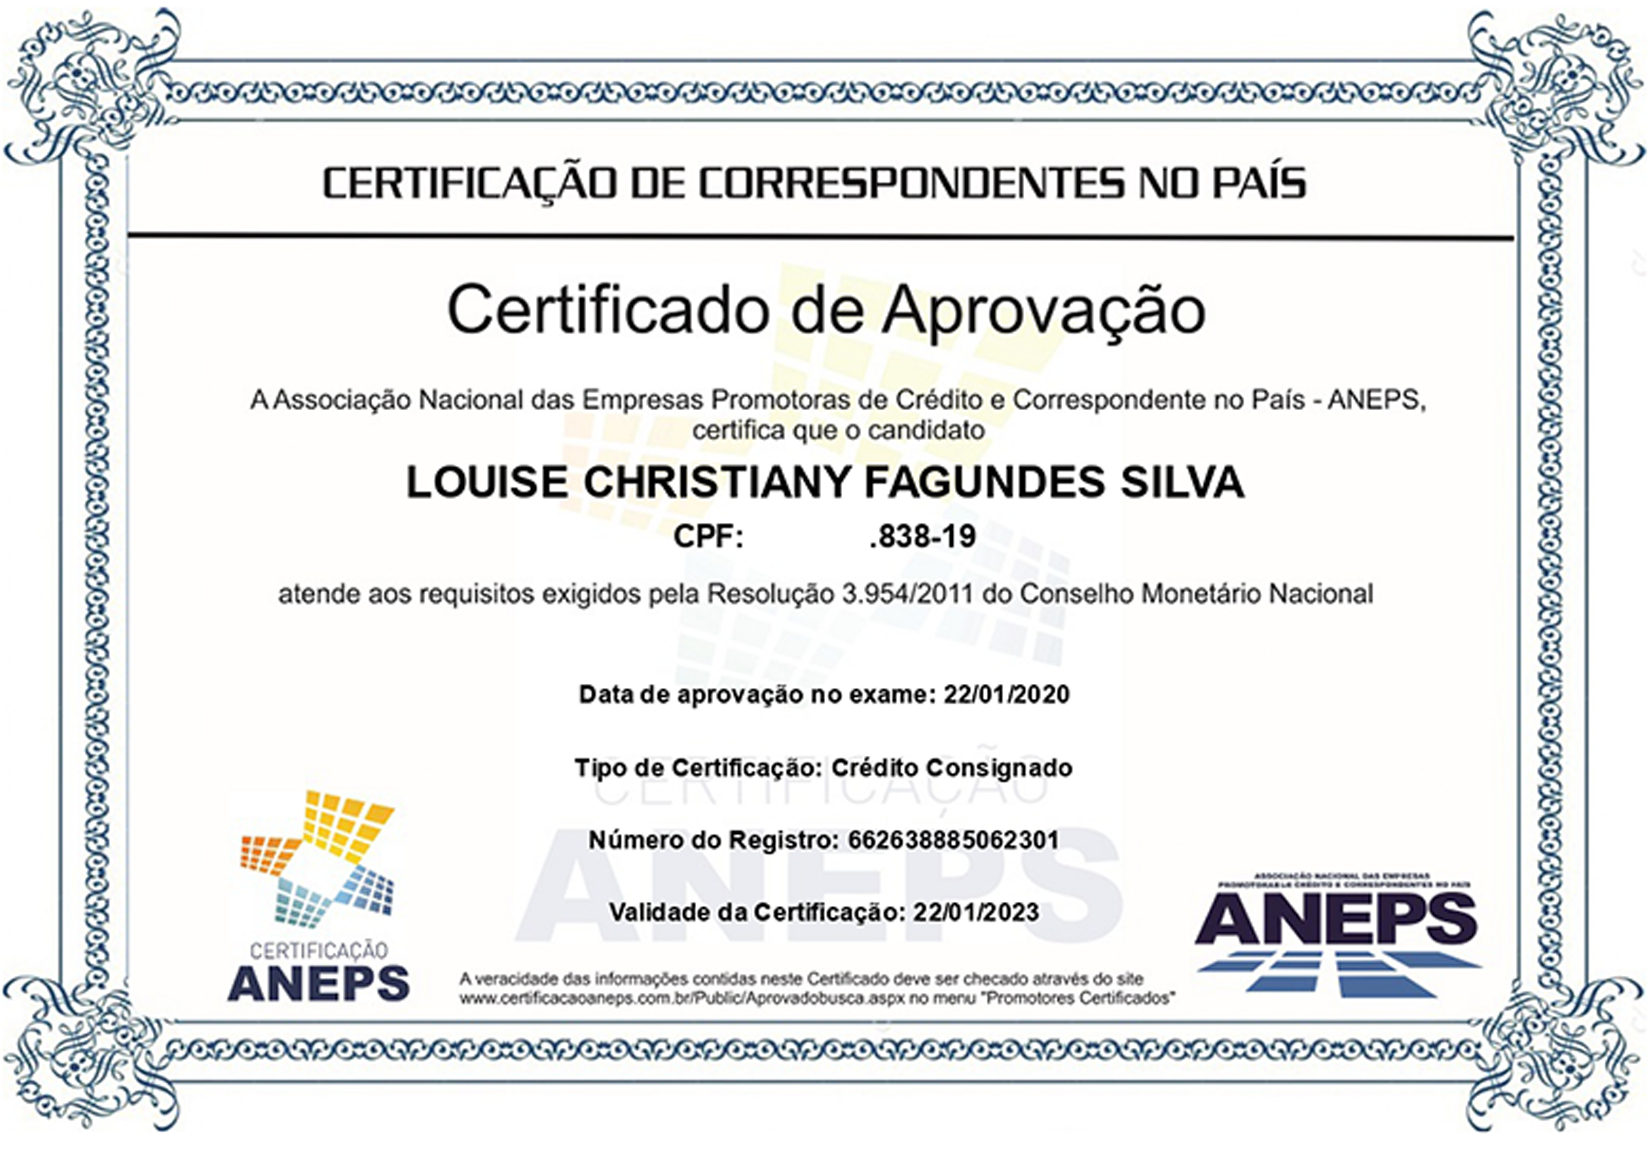 CERTIFICAÇÃO DE CORRESPONDENTES NO PAÍS
Certificado de Aprovação
A Associação Nacional das Empresas Promotoras de Crédito e Correspondente no País - ANEPS,
certifica que o candidato
LOUISE CHRISTIANY FAGUNDES SILVA
CPF: .838-19
atende aos requisitos exigidos pela Resolução 3.954/2011 do Conselho Monetário Nacional
Data de aprovação no exame: 22/01/2020
Tipo de Certificação: Crédito Consignado
CERTIFICAÇÃO
Número do Registro: 662638885062301
ANEPS
Validade da Certificação: 22/01/2023
CERTIFICAÇÃO
ANEPS
A veracidade das informações contidas neste Certificado deve ser checado através do site
www.certificacaoaneps.com.br/Public/Aprovadobusca.aspx no menu "Promotores Certificados"
ASSOCIAÇÃO NACIONAL DAS EMPRESAS
CRÉDITO E CORRESPONDENTES NO PAÍS
ANEPS